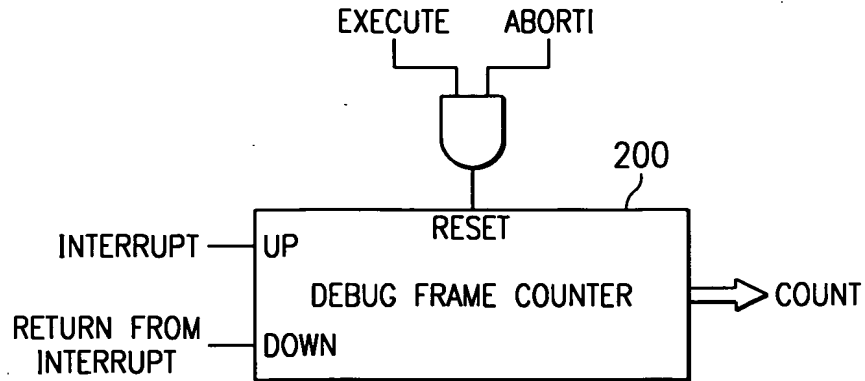 EXECUTE ABORTI
200
RESET
INTERRUPT UP
DEBUG FRAME COUNTER
COUNT
RETURN FROM
INTERRUPT
DOWN